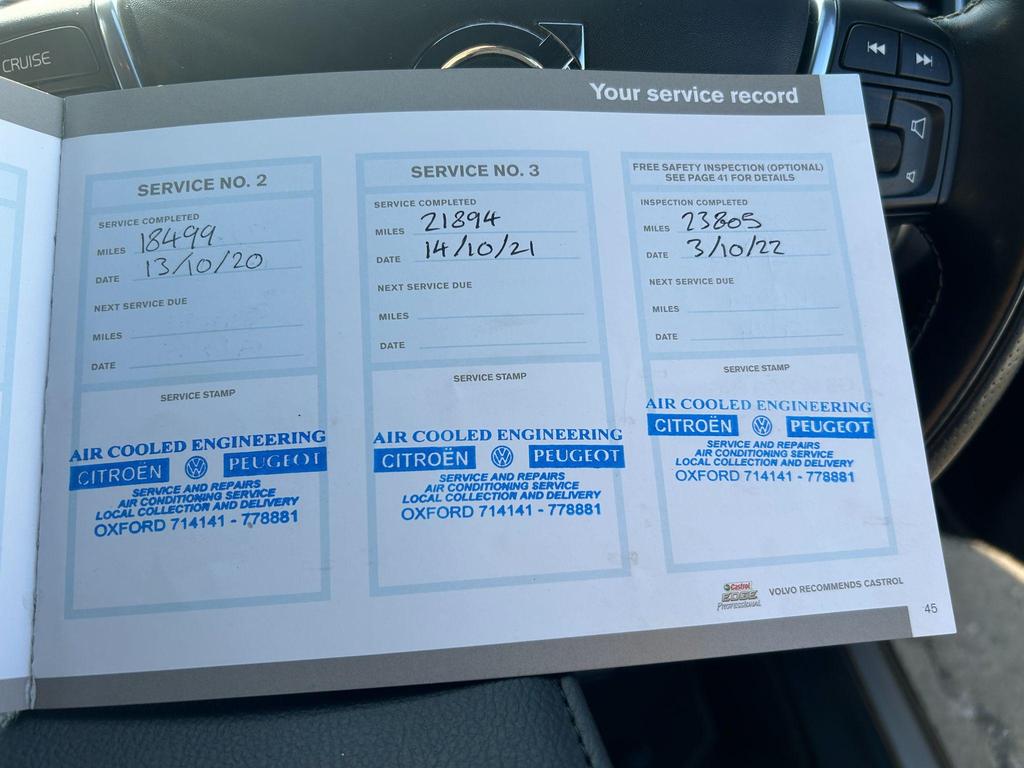 CRUISE
Your service record
SERVICE NO. 2
SERVICE COMPLETED
MILES 18499
DATE 13/10/20
NEXT SERVICE DUE
MILES
DATE
SERVICE STAMP
AIR COOLED ENGINEERING
CITROËN VW PEUGEOT
SERVICE AND REPAIRS
AIR CONDITIONING SERVICE
LOCAL COLLECTION AND DELIVERY
OXFORD 714141 - 778881
SERVICE NO. 3
SERVICE COMPLETED
MILES 21894
DATE 14/10/21
NEXT SERVICE DUE
MILES
DATE
SERVICE STAMP
AIR COOLED ENGINEERING
CITROËN VW PEUGEOT
SERVICE AND REPAIRS
AIR CONDITIONING SERVICE
LOCAL COLLECTION AND DELIVERY
OXFORD 714141 - 778881
FREE SAFETY INSPECTION (OPTIONAL)
SEE PAGE 41 FOR DETAILS
INSPECTION COMPLETED
MILES 23805
DATE 3/10/22
NEXT SERVICE DUE
MILES
DATE
SERVICE STAMP
AIR COOLED ENGINEERING
CITROËN VW PEUGEOT
SERVICE AND REPAIRS
AIR CONDITIONING SERVICE
LOCAL COLLECTION AND DELIVERY
OXFORD 714141 - 778881
Castrol
EDGE
Professional
VOLVO RECOMMENDS CASTROL
45